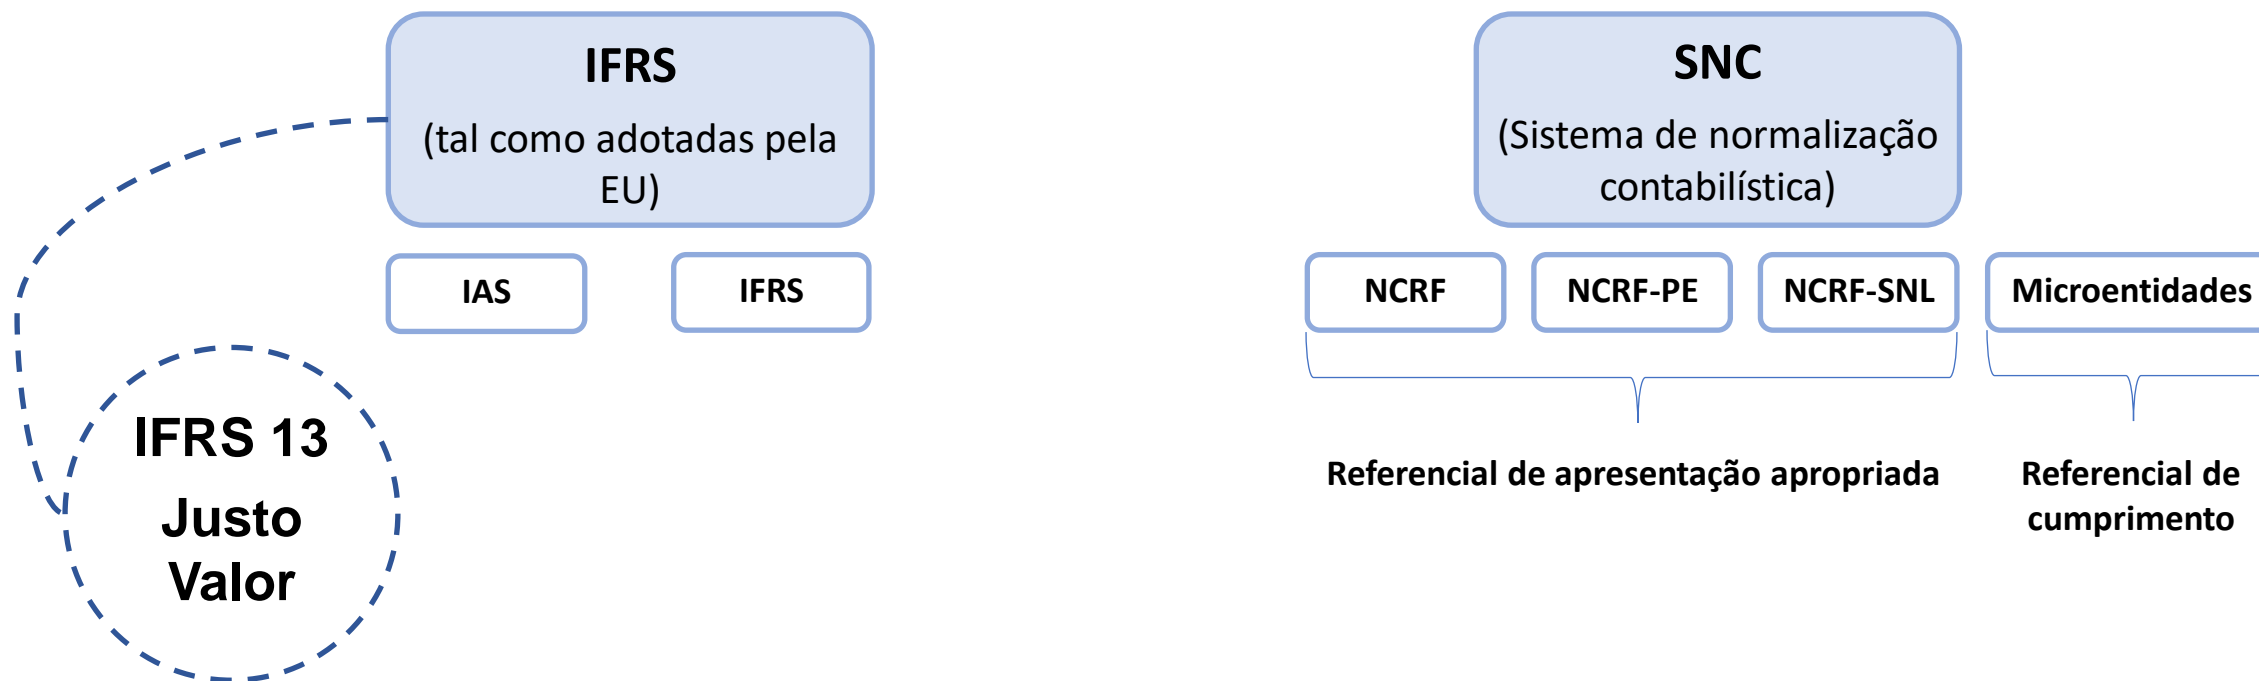 IFRS
(tal como adotadas pela
EU)
IAS
IFRS
IFRS 13
Justo
Valor
SNC
(Sistema de normalização
contabilística)
NCRF
NCRF-PE
NCRF-SNL
Microentidades
Referencial de apresentação apropriada
Referencial de
cumprimento